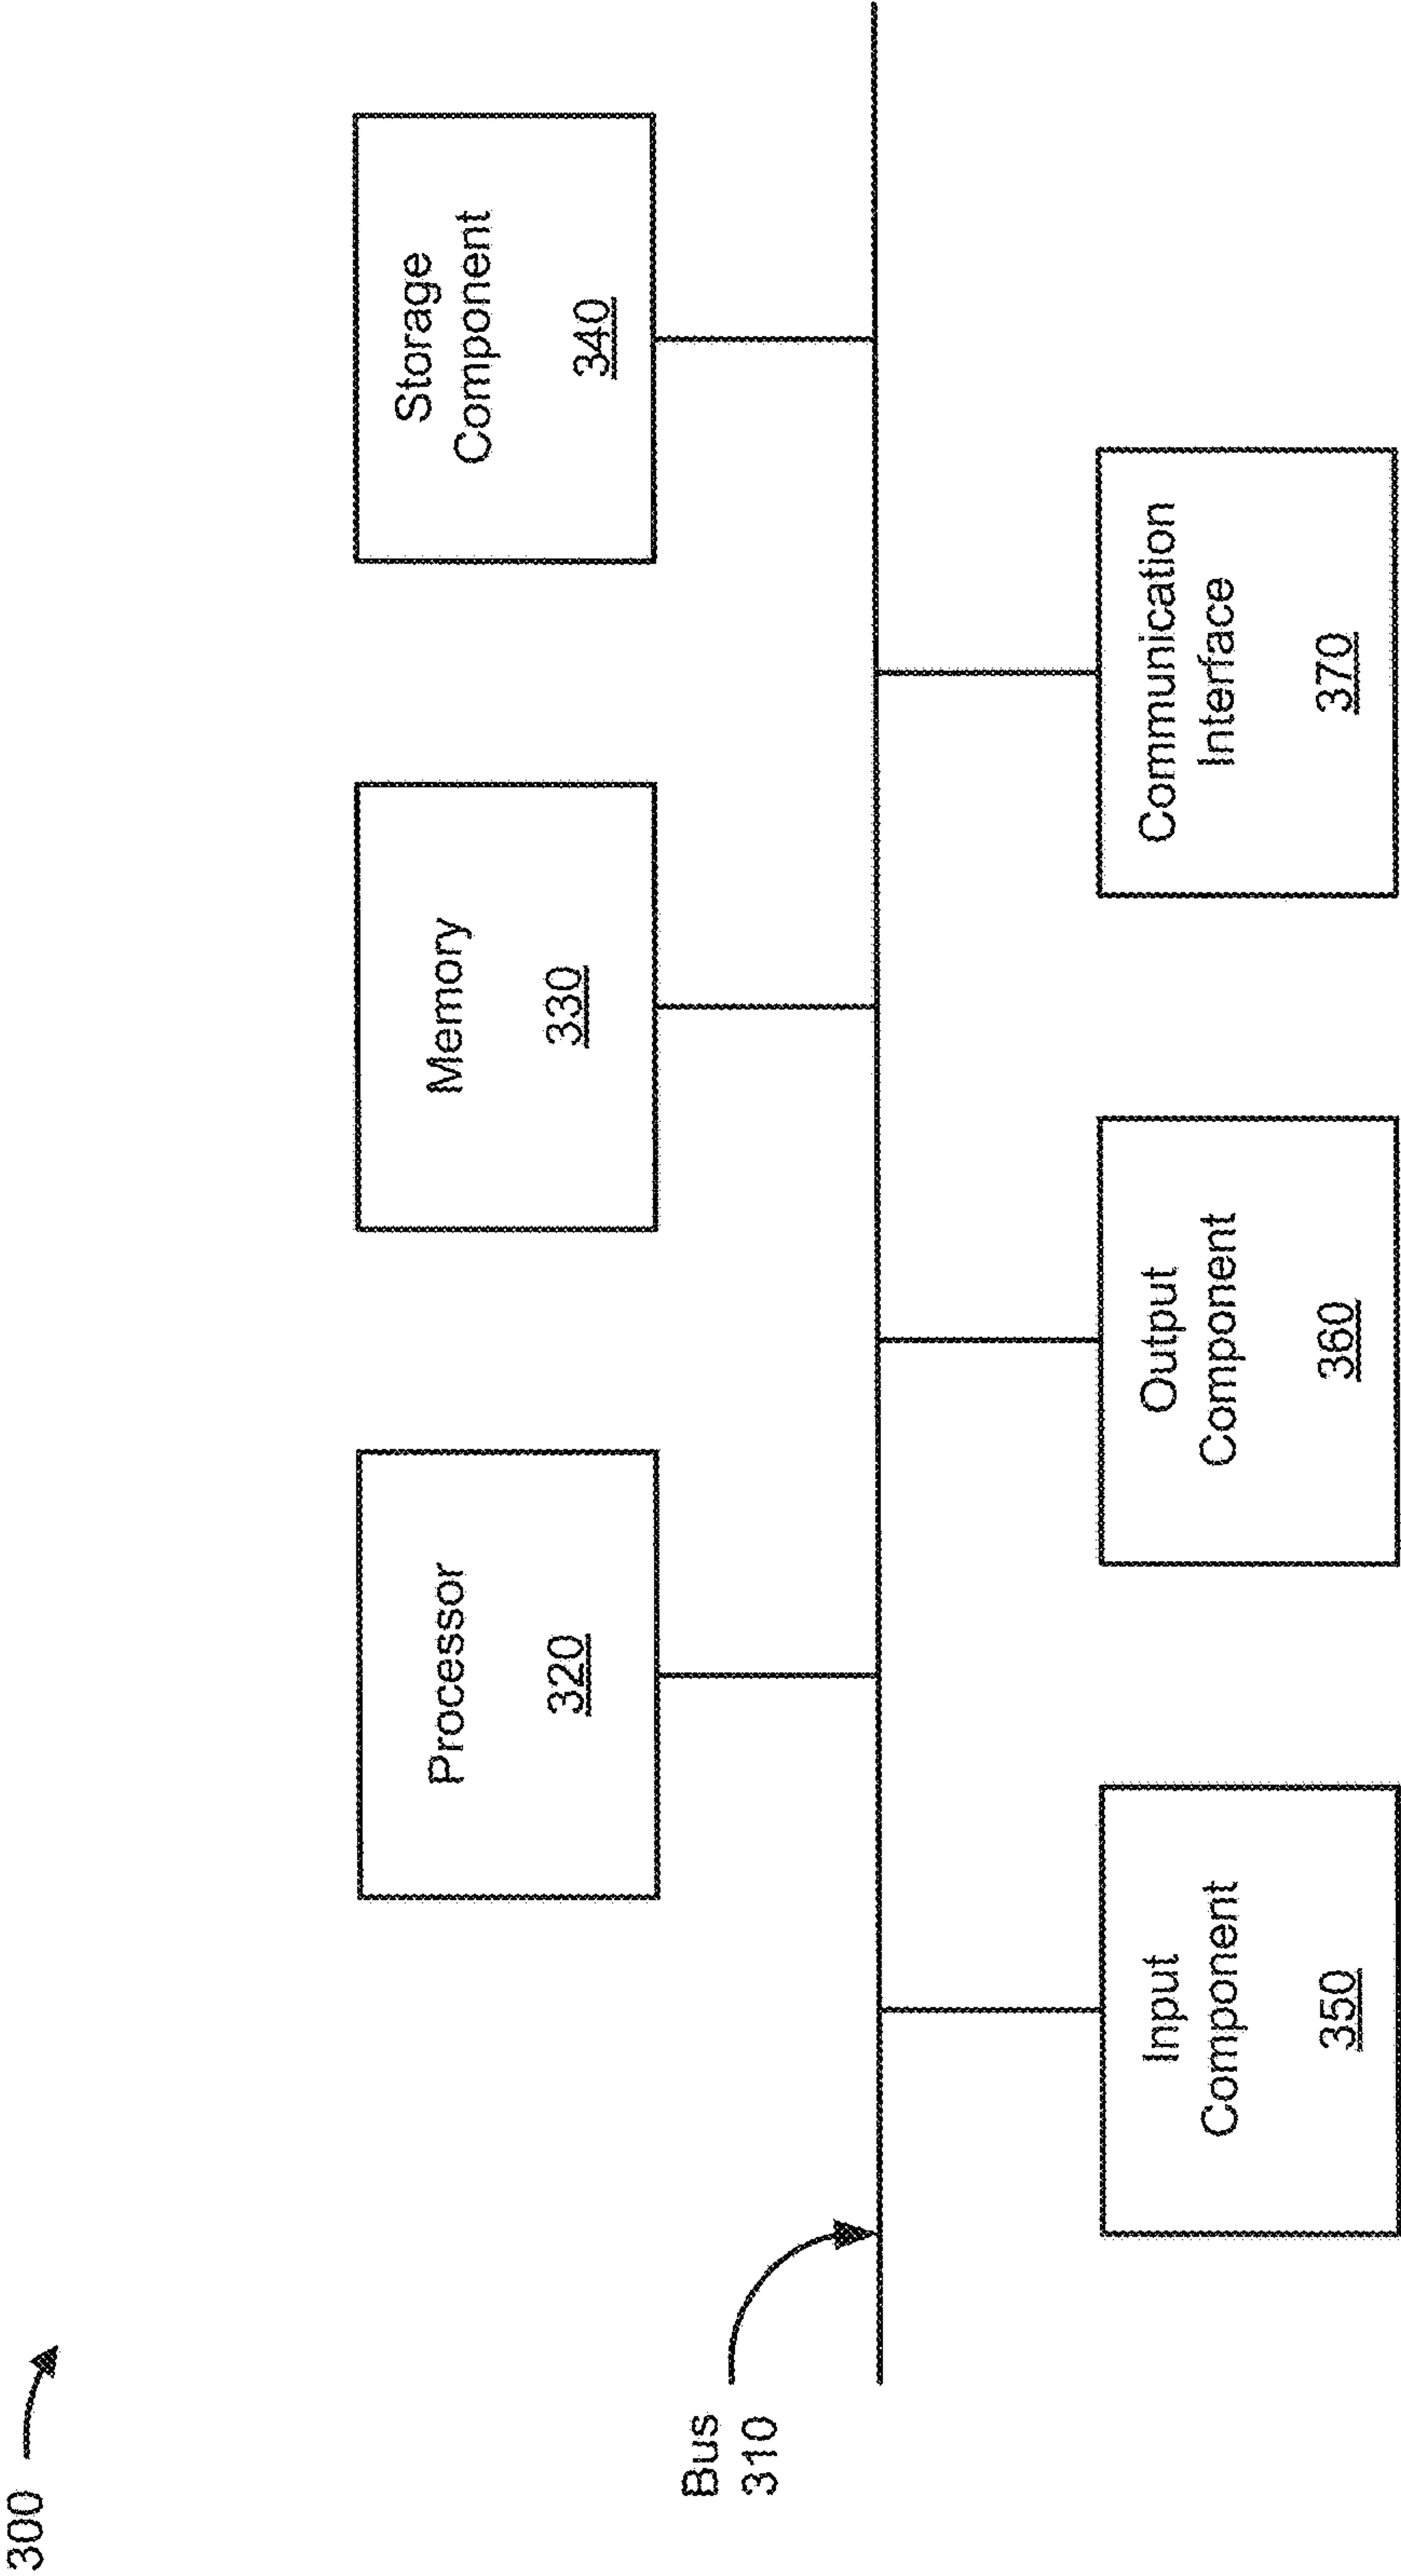 300
Processor
320
Memory
330
Storage
Component
340
Bus
310
Input
Component
350
Output
Component
360
Communication
Interface
370